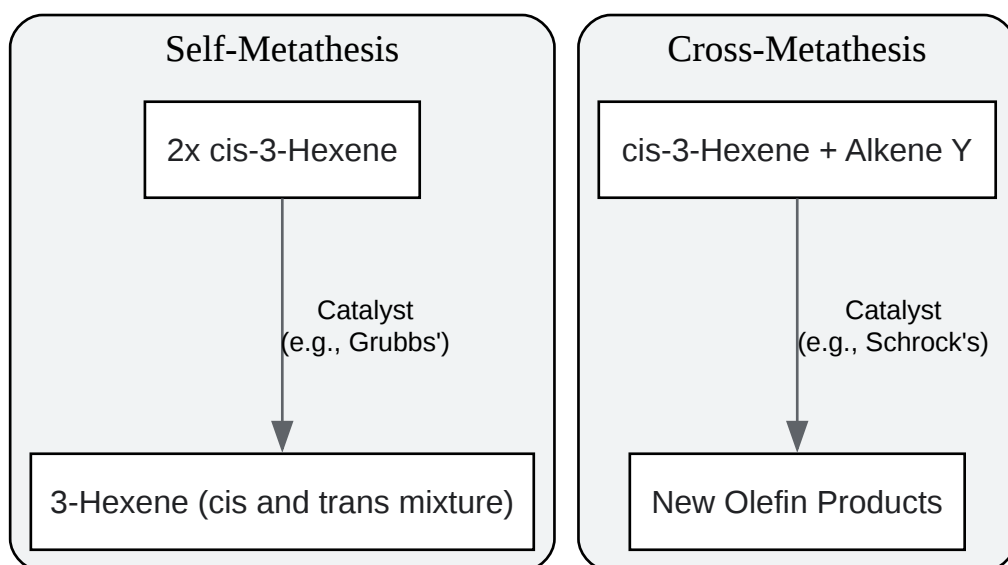 Self-Metathesis
2x cis-3-Hexene
Catalyst
(e.g., Grubbs')
3-Hexene (cis and trans mixture)
Cross-Metathesis
cis-3-Hexene + Alkene Y
Catalyst
(e.g., Schrock's)
New Olefin Products